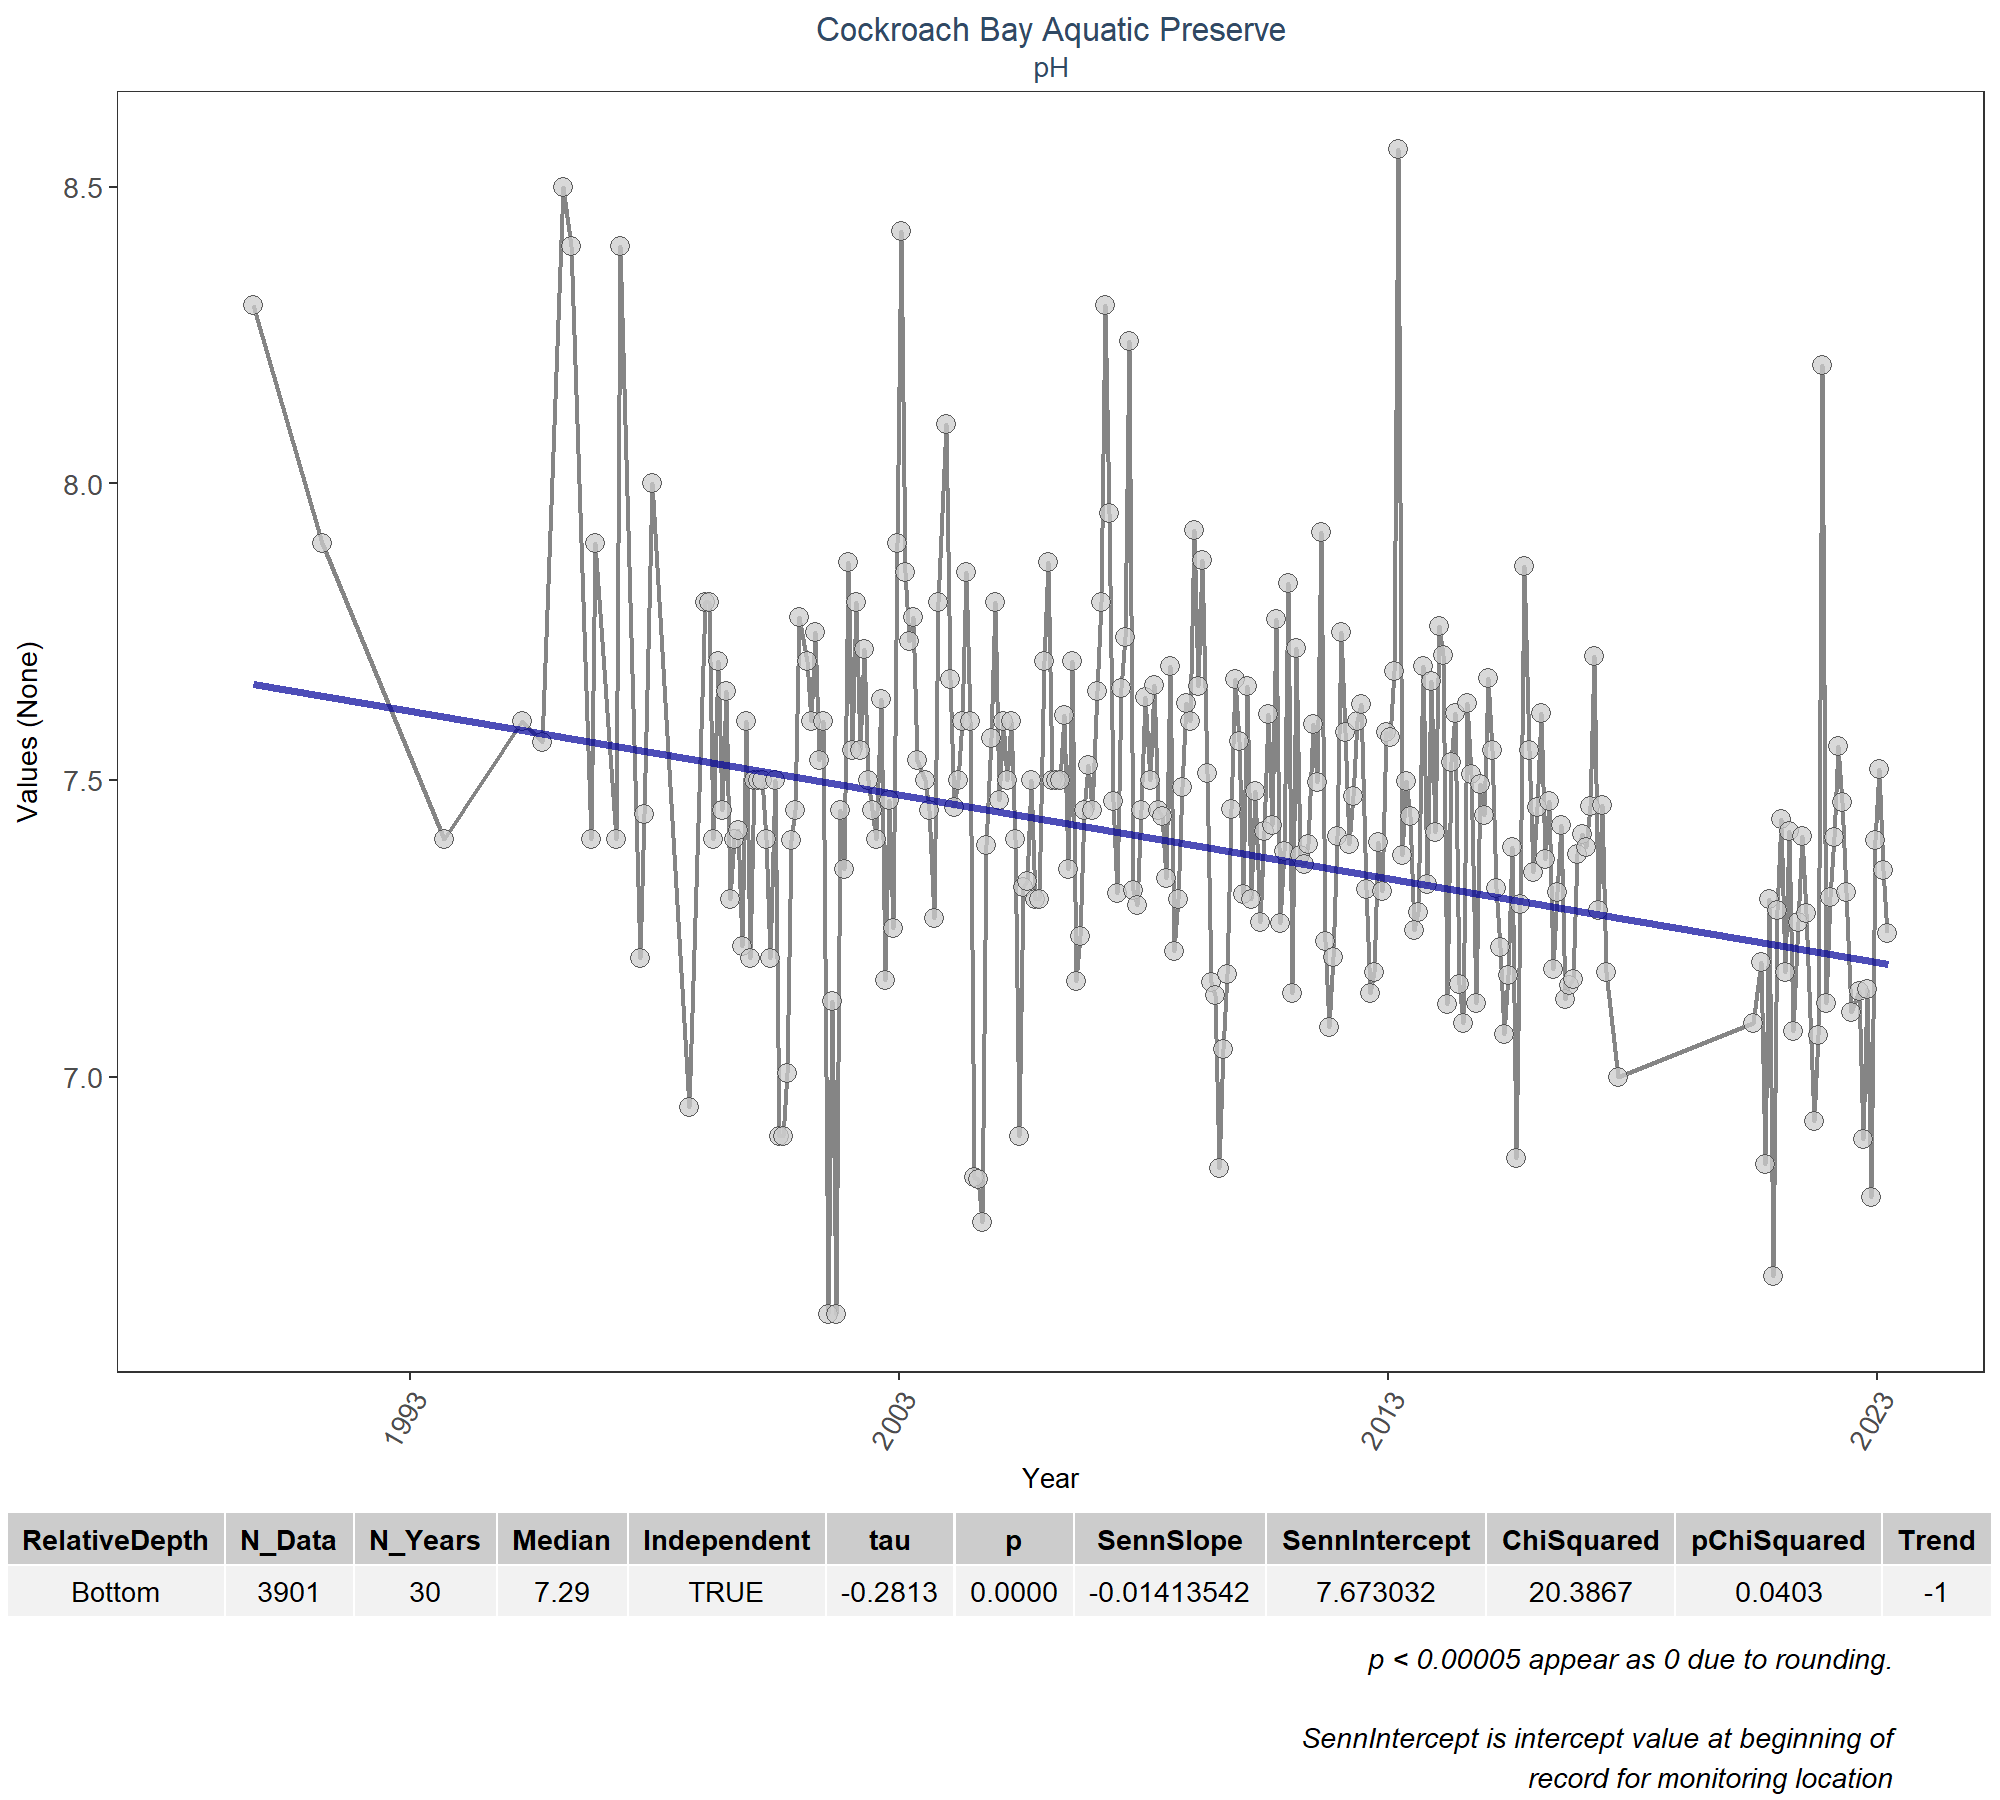 Cockroach Bay Aquatic Preserve
pH
8.5
8.0
7.5
7.0
Values (None)
1993 2003 2013 2023
Year
RelativeDepth N_Data N_Years Median Independent tau p SennSlope SennIntercept ChiSquared pChiSquared Trend
Bottom 3901 30 7.29 TRUE -0.2813 0.0000 -0.01413542 7.673032 20.3867 0.0403 -1
p < 0.00005 appear as 0 due to rounding.
SennIntercept is intercept value at beginning of
record for monitoring location